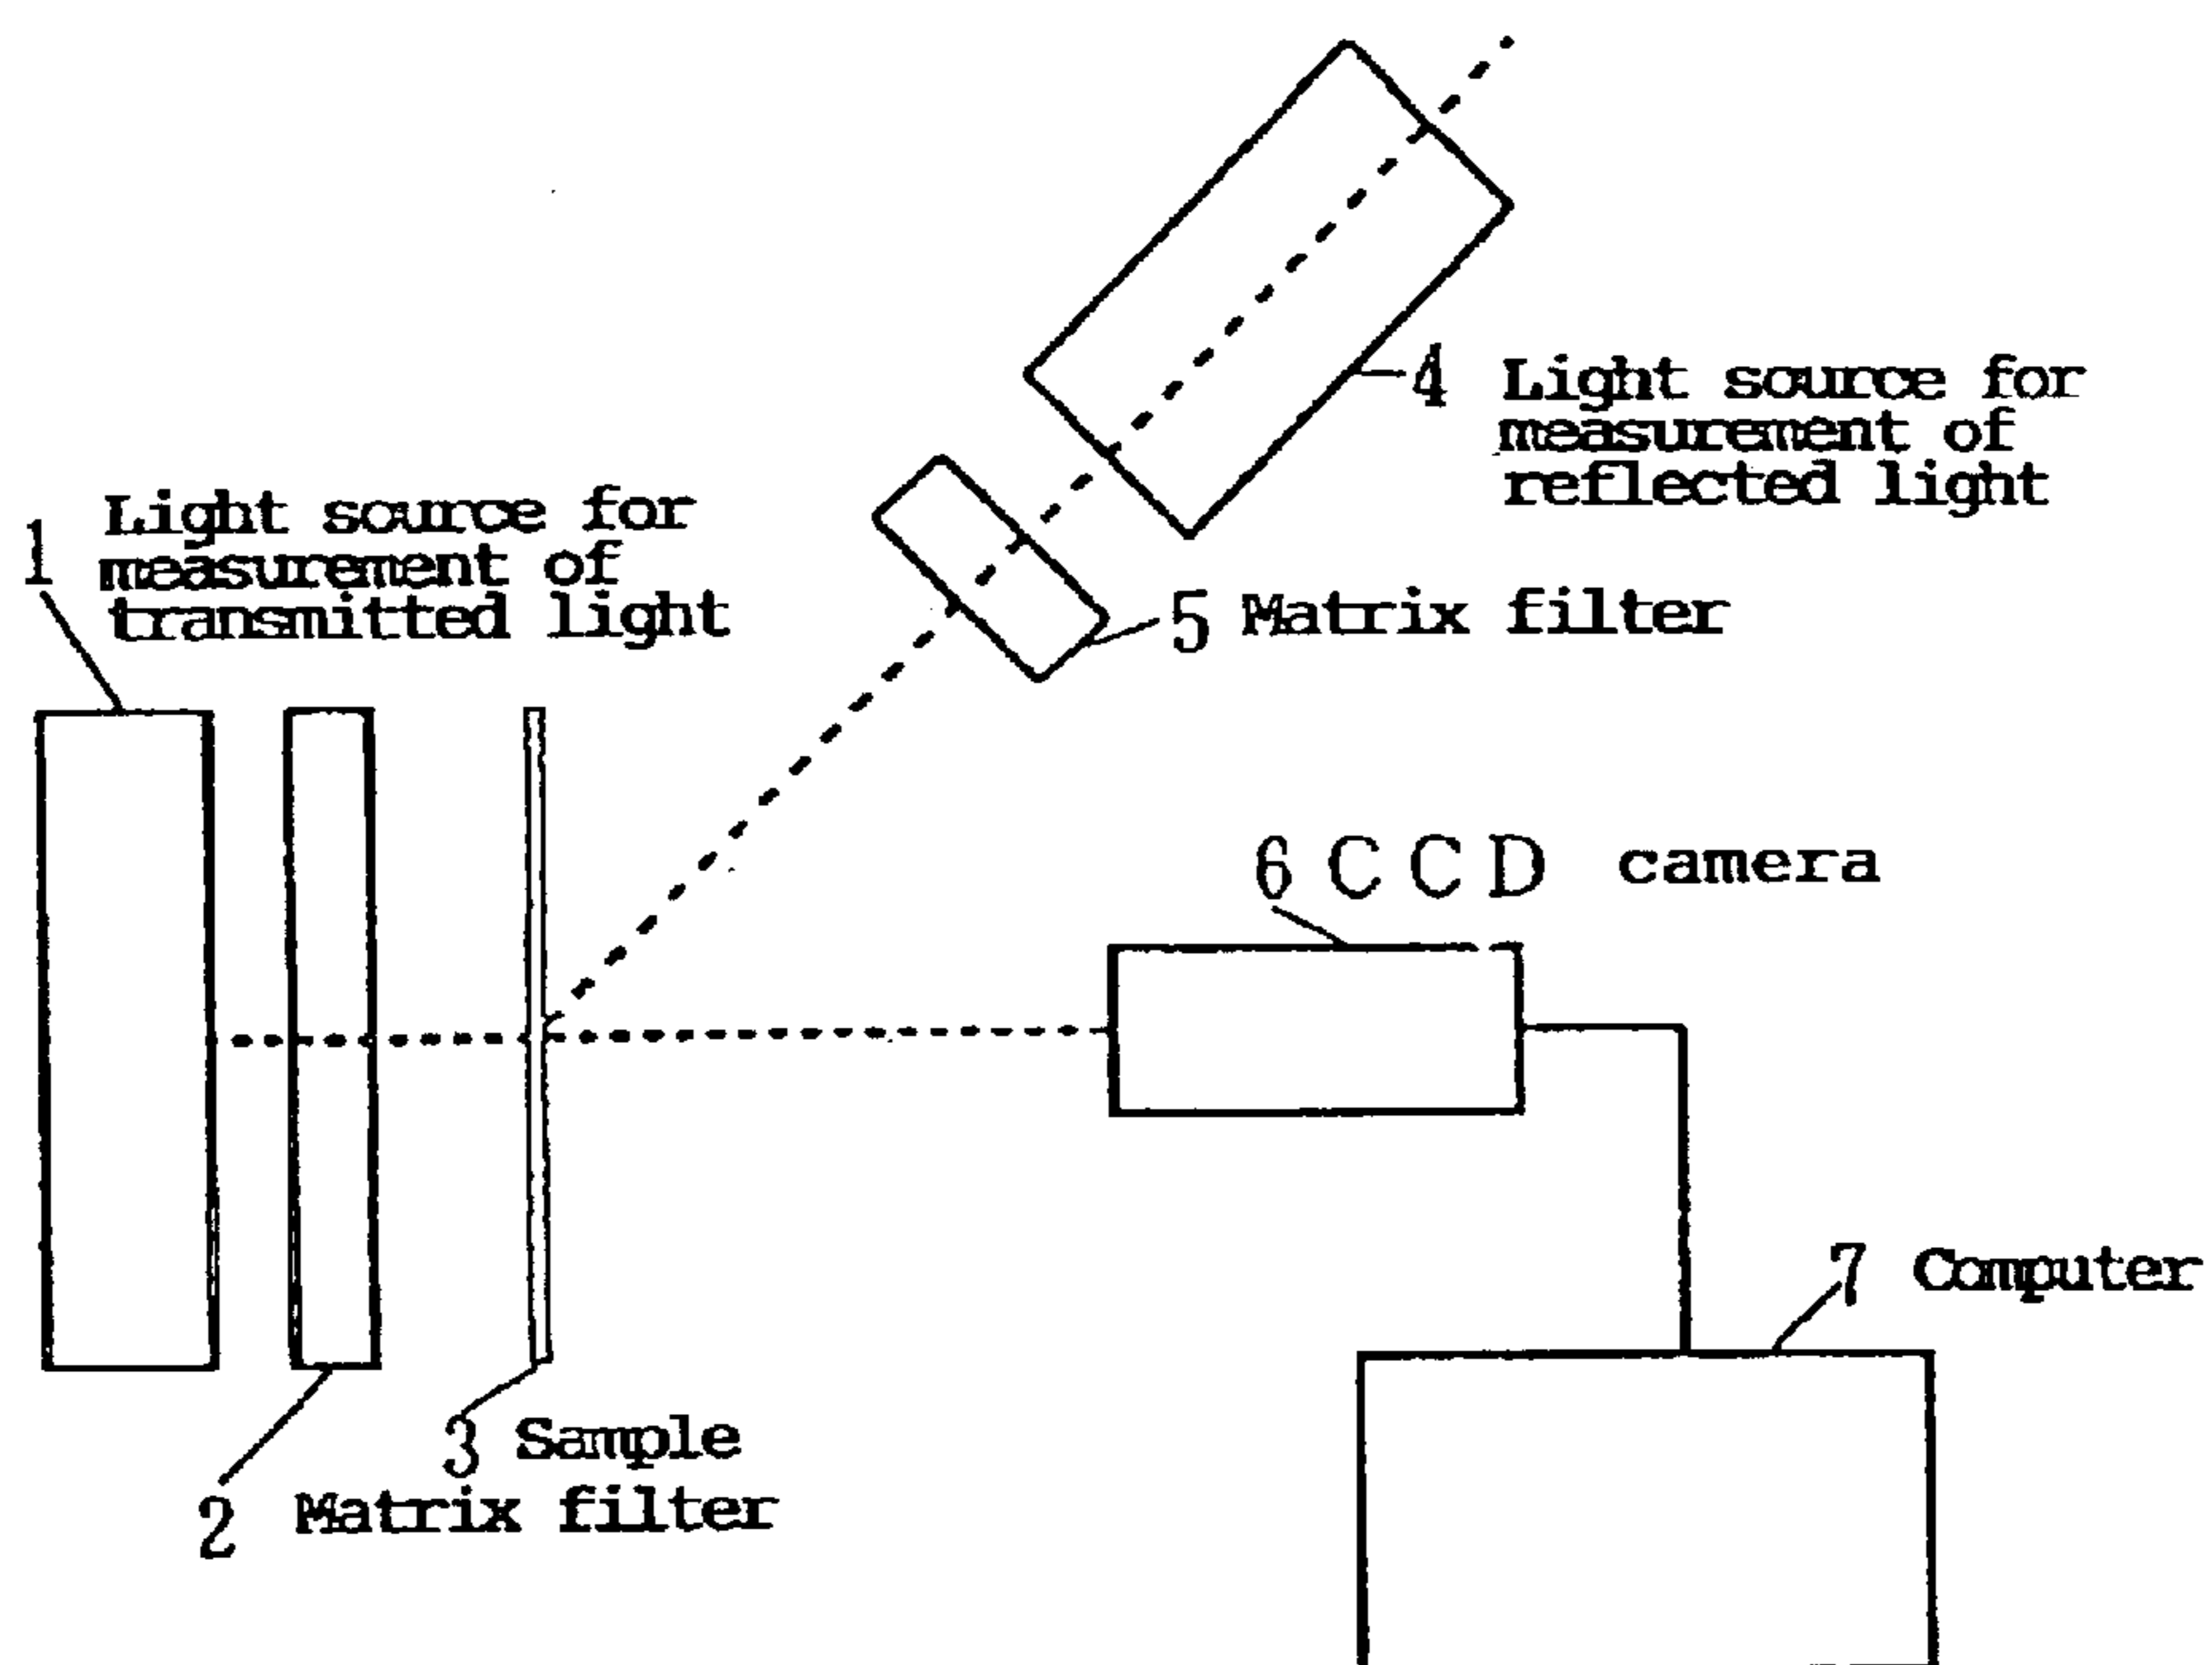 4 Light source for
measurement of
reflected light
1 Light source for
measurement of
transmitted light
5 Matrix filter
6 CCD camera
7 Computer
3 Sample
2 Matrix filter